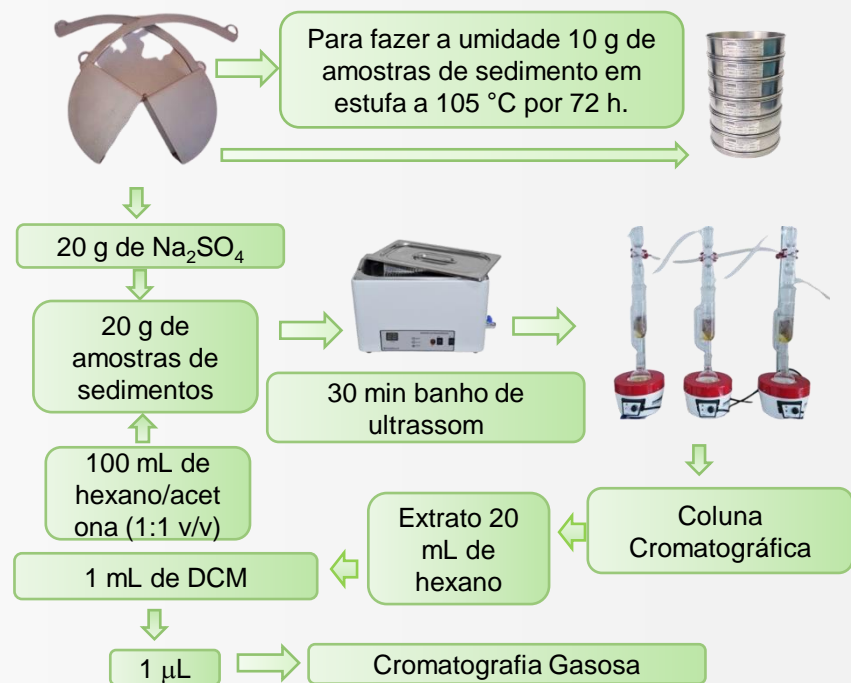 Para fazer a umidade 10 g de
amostras de sedimento em
estufa a 105 °C por 72 h.
20 g de Na₂SO₄
20 g de
amostras de
sedimentos
30 min banho de
ultrassom
100 mL de
hexano/acet
ona (1:1 v/v)
Extrato 20
mL de
hexano
Coluna
Cromatográfica
1 mL de DCM
1 μL
Cromatografia Gasosa